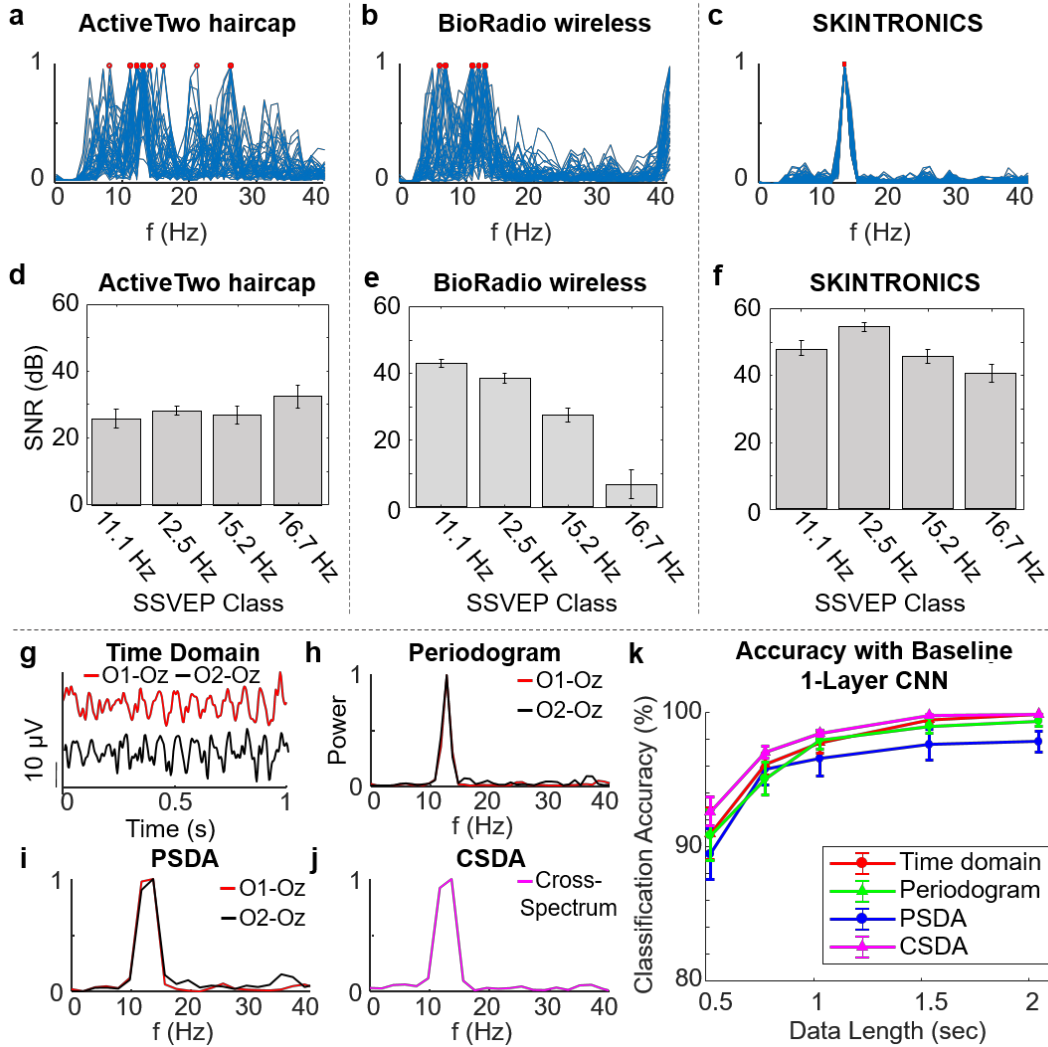 a
ActiveTwo haircap
1
0
0
10
20
30
40
f (Hz)
b
BioRadio wireless
1
0
0
10
20
30
40
f (Hz)
c
SKINTRONICS
1
0
0
10
20
30
40
f (Hz)
d
ActiveTwo haircap
SNR (dB)
60
40
20
0
11.1 Hz
12.5 Hz
15.2 Hz
16.7 Hz
SSVEP Class
e
BioRadio wireless
60
40
20
0
11.1 Hz
12.5 Hz
15.2 Hz
16.7 Hz
SSVEP Class
f
SKINTRONICS
60
40
20
0
11.1 Hz
12.5 Hz
15.2 Hz
16.7 Hz
SSVEP Class
g
Time Domain
O1-Oz
O2-Oz
10 µV
0
0.5
1
Time (s)
h
Periodogram
Power
1
0
O1-Oz
O2-Oz
0
10
20
30
40
f (Hz)
i
PSDA
1
0
O1-Oz
O2-Oz
0
10
20
30
40
f (Hz)
j
CSDA
1
0
Cross-
Spectrum
0
10
20
30
40
f (Hz)
k
Accuracy with Baseline
1-Layer CNN
Classification Accuracy (%)
100
90
80
Time domain
Periodogram
PSDA
CSDA
0.5
1
1.5
2
Data Length (sec)